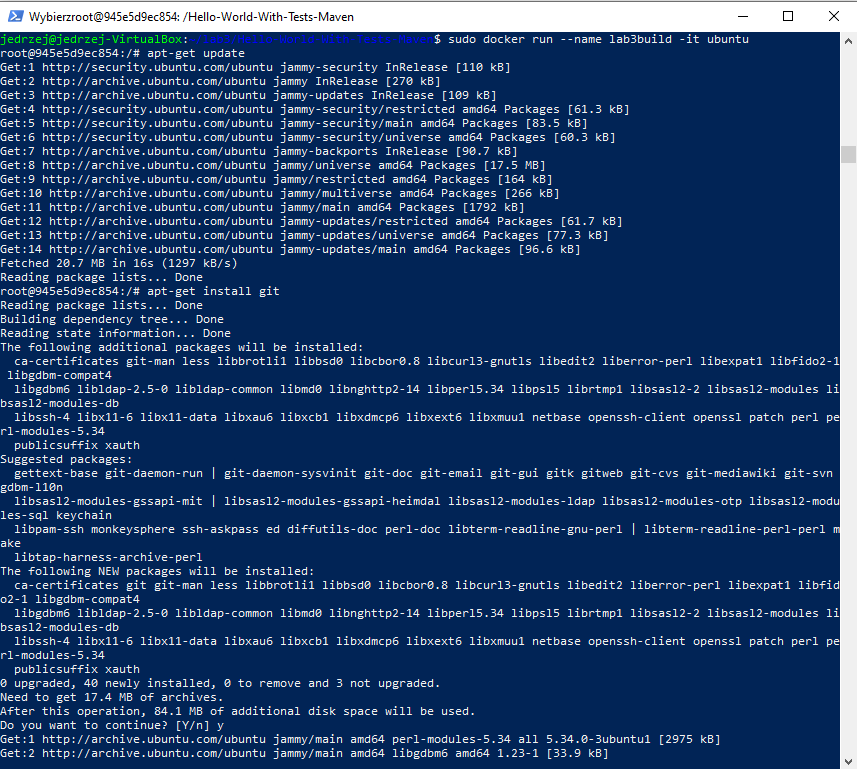 Wybierzroot@945e5d9ec854: /Hello-World-With-Tests-Maven
jedrzej@jedrzej-VirtualBox:~/labs/Hello-World-With-Tests-Maven$ sudo docker run --name lab3build -it ubuntu
root@945e5d9ec854:/# apt-get update
Get:1 http://security.ubuntu.com/ubuntu jammy-security InRelease [110 kB]
Get:2 http://archive.ubuntu.com/ubuntu jammy InRelease [270 kB]
Get:3 http://archive.ubuntu.com/ubuntu jammy-updates InRelease [109 kB]
Get:4 http://security.ubuntu.com/ubuntu jammy-security/restricted amd64 Packages [61.3 kB]
Get:5 http://security.ubuntu.com/ubuntu jammy-security/main amd64 Packages [83.5 kB]
Get:6 http://security.ubuntu.com/ubuntu jammy-security/universe amd64 Packages [60.3 kB]
Get:7 http://archive.ubuntu.com/ubuntu jammy-backports InRelease [90.7 kB]
Get:8 http://archive.ubuntu.com/ubuntu jammy/universe amd64 Packages [17.5 MB]
Get:9 http://archive.ubuntu.com/ubuntu jammy/restricted amd64 Packages [164 kB]
Get:10 http://archive.ubuntu.com/ubuntu jammy/multiverse amd64 Packages [266 kB]
Get:11 http://archive.ubuntu.com/ubuntu jammy/main amd64 Packages [1792 kB]
Get:12 http://archive.ubuntu.com/ubuntu jammy-updates/restricted amd64 Packages [61.7 kB]
Get:13 http://archive.ubuntu.com/ubuntu jammy-updates/universe amd64 Packages [77.3 kB]
Get:14 http://archive.ubuntu.com/ubuntu jammy-updates/main amd64 Packages [96.6 kB]
Fetched 20.7 MB in 16s (1297 kB/s)
Reading package lists... Done
root@945e5d9ec854:/# apt-get install git
Reading package lists... Done
Building dependency tree... Done
Reading state information... Done
The following additional packages will be installed:
  ca-certificates git-man less libbrotli1 libbsd0 libcbor0.8 libcurl3-gnutls libedit2 liberror-perl libexpat1 libfido2-1
 libgdbm-compat4
  libgdbm6 libldap-2.5-0 libldap-common libmd0 libnghttp2-14 libperl5.34 libpsl5 librtmp1 libsasl2-2 libsasl2-modules li
bsasl2-modules-db
  libssh-4 libx11-6 libx11-data libxau6 libxcb1 libxdmcp6 libxext6 libxmuu1 netbase openssh-client openssl patch perl pe
rl-modules-5.34
  publicsuffix xauth
Suggested packages:
  gettext-base git-daemon-run | git-daemon-sysvinit git-doc git-email git-gui gitk gitweb git-cvs git-mediawiki git-svn
gdbm-l10n
  libsasl2-modules-gssapi-mit | libsasl2-modules-gssapi-heimdal libsasl2-modules-ldap libsasl2-modules-otp libsasl2-modu
les-sql keychain
  libpam-ssh monkeysphere ssh-askpass ed diffutils-doc perl-doc libterm-readline-gnu-perl | libterm-readline-perl-perl m
ake
  libtap-harness-archive-perl
The following NEW packages will be installed:
  ca-certificates git git-man less libbrotli1 libbsd0 libcbor0.8 libcurl3-gnutls libedit2 liberror-perl libexpat1 libfid
o2-1 libgdbm-compat4
  libgdbm6 libldap-2.5-0 libldap-common libmd0 libnghttp2-14 libperl5.34 libpsl5 librtmp1 libsasl2-2 libsasl2-modules li
bsasl2-modules-db
  libssh-4 libx11-6 libx11-data libxau6 libxcb1 libxdmcp6 libxext6 libxmuu1 netbase openssh-client openssl patch perl pe
rl-modules-5.34
  publicsuffix xauth
0 upgraded, 40 newly installed, 0 to remove and 3 not upgraded.
Need to get 17.4 MB of archives.
After this operation, 84.1 MB of additional disk space will be used.
Do you want to continue? [Y/n] y
Get:1 http://archive.ubuntu.com/ubuntu jammy/main amd64 perl-modules-5.34 all 5.34.0-3ubuntu1 [2975 kB]
Get:2 http://archive.ubuntu.com/ubuntu jammy/main amd64 libgdbm6 amd64 1.23-1 [33.9 kB]